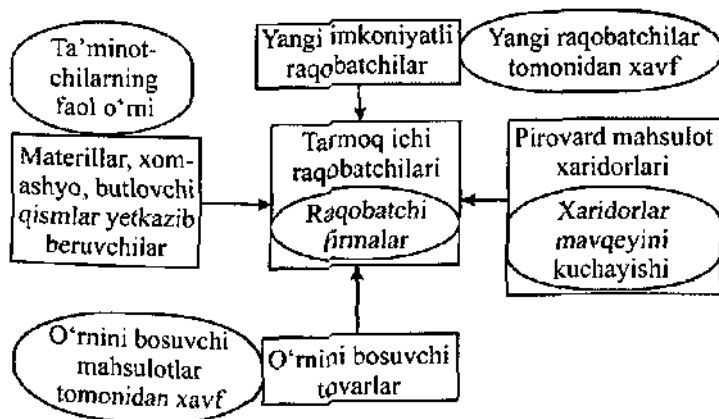 Ta'minot-
chilarning
faol o‘rni
Yangi imkoniyatli
raqobatchilar
Yangi raqobatchilar
tomonidan xavf
Materillar, xom-
ashyo, butlovchi
qismlar yetkazib
beruvchilar
Tarmoq ichi
raqobatchilari
Raqobatchi
firmalar
Pirovard mahsulot
xaridorlari
Xaridorlar
mavqeyini
kuchayishi
O‘rnini bosuvchi
mahsulotlar
tomonidan xavf
O‘rnini bosuvchi
tovarlar